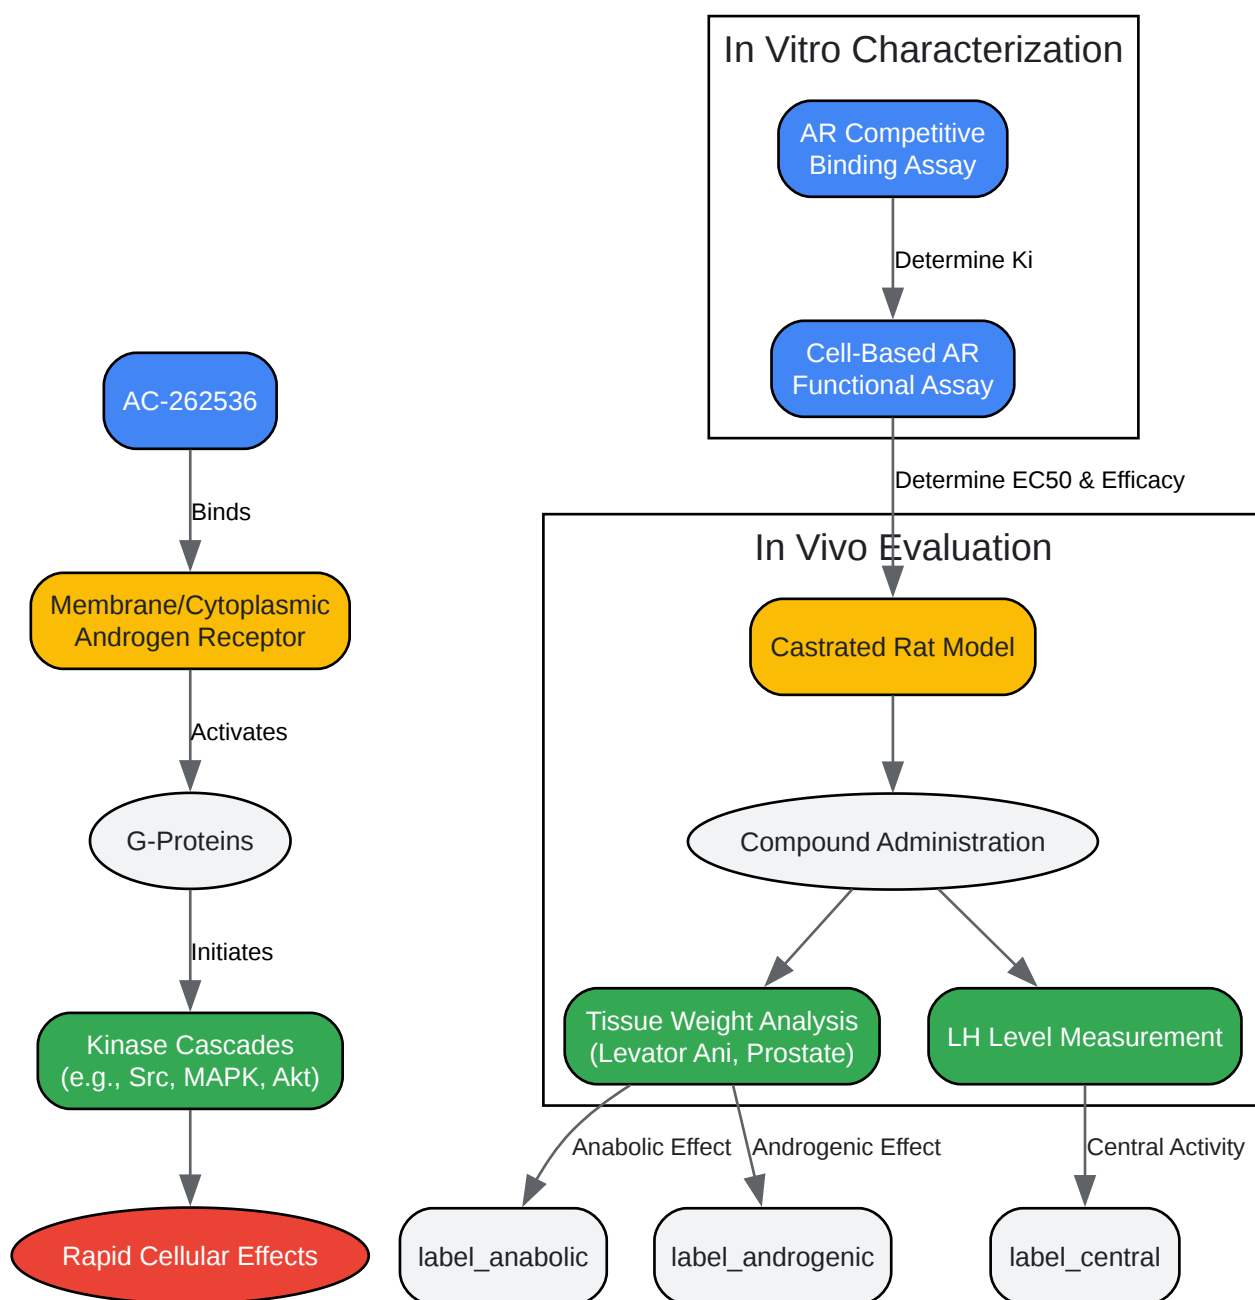 In Vitro Characterization
AR Competitive
Binding Assay
Determine Ki
Cell-Based AR
Functional Assay
AC-262536
Determine EC50 & Efficacy
Binds
In Vivo Evaluation
Membrane/Cytoplasmic
Androgen Receptor
Castrated Rat Model
Activates
G-Proteins
Compound Administration
Initiates
Kinase Cascades
(e.g., Src, MAPK, Akt)
Tissue Weight Analysis
(Levator Ani, Prostate)
LH Level Measurement
Anabolic Effect
Androgenic Effect
Central Activity
Rapid Cellular Effects
label_anabolic
label_androgenic
label_central